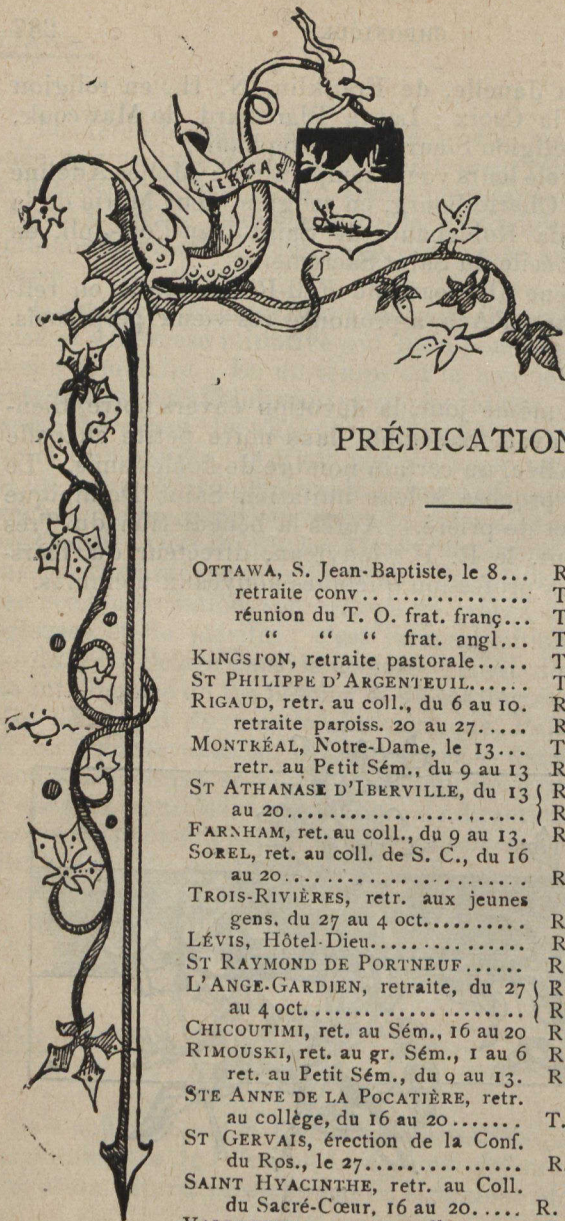 VERITAS
PRÉDICATION
OTTAWA, S. Jean-Baptiste, le 8... R
retraite conv.. .............. T
réunion du T. O. frat. franç... T
“ “ “ frat. angl... T
KINGSTON, retraite pastorale..... T
ST PHILIPPE D'ARGENTEUIL...... T
RIGAUD, retr. au coll., du 6 au 10. R
retraite paroiss. 20 au 27..... R
MONTRÉAL, Notre-Dame, le 13... T
retr. au Petit Sém., du 9 au 13 R
ST ATHANASE D'IBERVILLE, du 13 { R
au 20..................... { R
FARNHAM, ret. au coll., du 9 au 13. R
SOREL, ret. au coll. de S. C., du 16
au 20....................... R
TROIS-RIVIÈRES, retr. aux jeunes
gens. du 27 au 4 oct.......... R
LÉVIS, Hôtel-Dieu.............. R
ST RAYMOND DE PORTNEUF...... R
L'ANGE-GARDIEN, retraite, du 27 { R
au 4 oct.................... { R
CHICOUTIMI, ret. au Sém., 16 au 20 R
RIMOUSKI, ret. au gr. Sém., 1 au 6 R
ret. au Petit Sém., du 9 au 13. R
STE ANNE DE LA POCATIÈRE, retr.
au collège, du 16 au 20....... T.
ST GERVAIS, érection de la Conf.
du Ros., le 27............... R.
SAINT HYACINTHE, retr. au Coll.
du Sacré-Cœur, 16 au 20..... R.